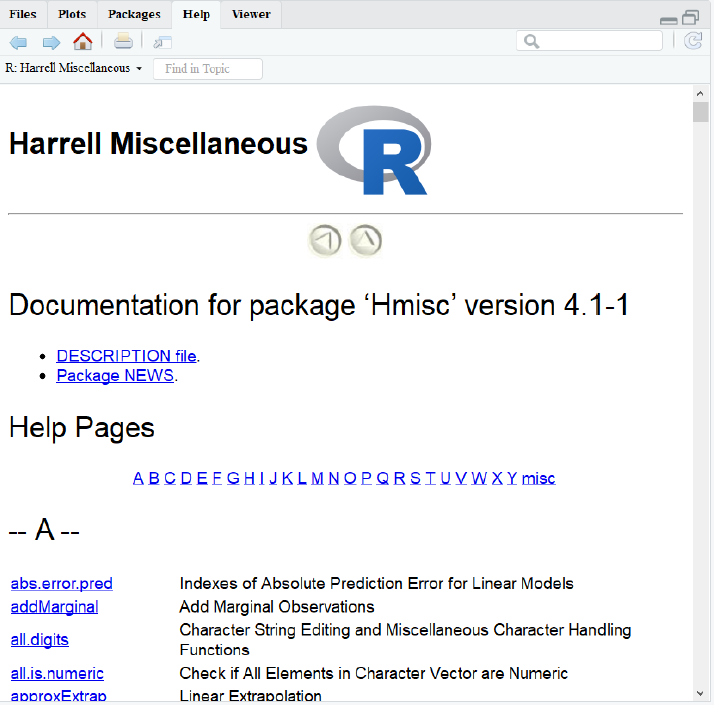 Files Plots Packages Help Viewer
R: Harrell Miscellaneous Find in Topic
Harrell Miscellaneous R
Documentation for package ‘Hmisc’ version 4.1-1
DESCRIPTION file.
Package NEWS.
Help Pages
A B C D E F G H I J K L M N O P Q R S T U V W X Y misc
-- A --
abs.error.pred Indexes of Absolute Prediction Error for Linear Models
addMarginal Add Marginal Observations
all.digits Character String Editing and Miscellaneous Character Handling
Functions
all.is.numeric Check if All Elements in Character Vector are Numeric
approxExtrap Linear Extrapolation